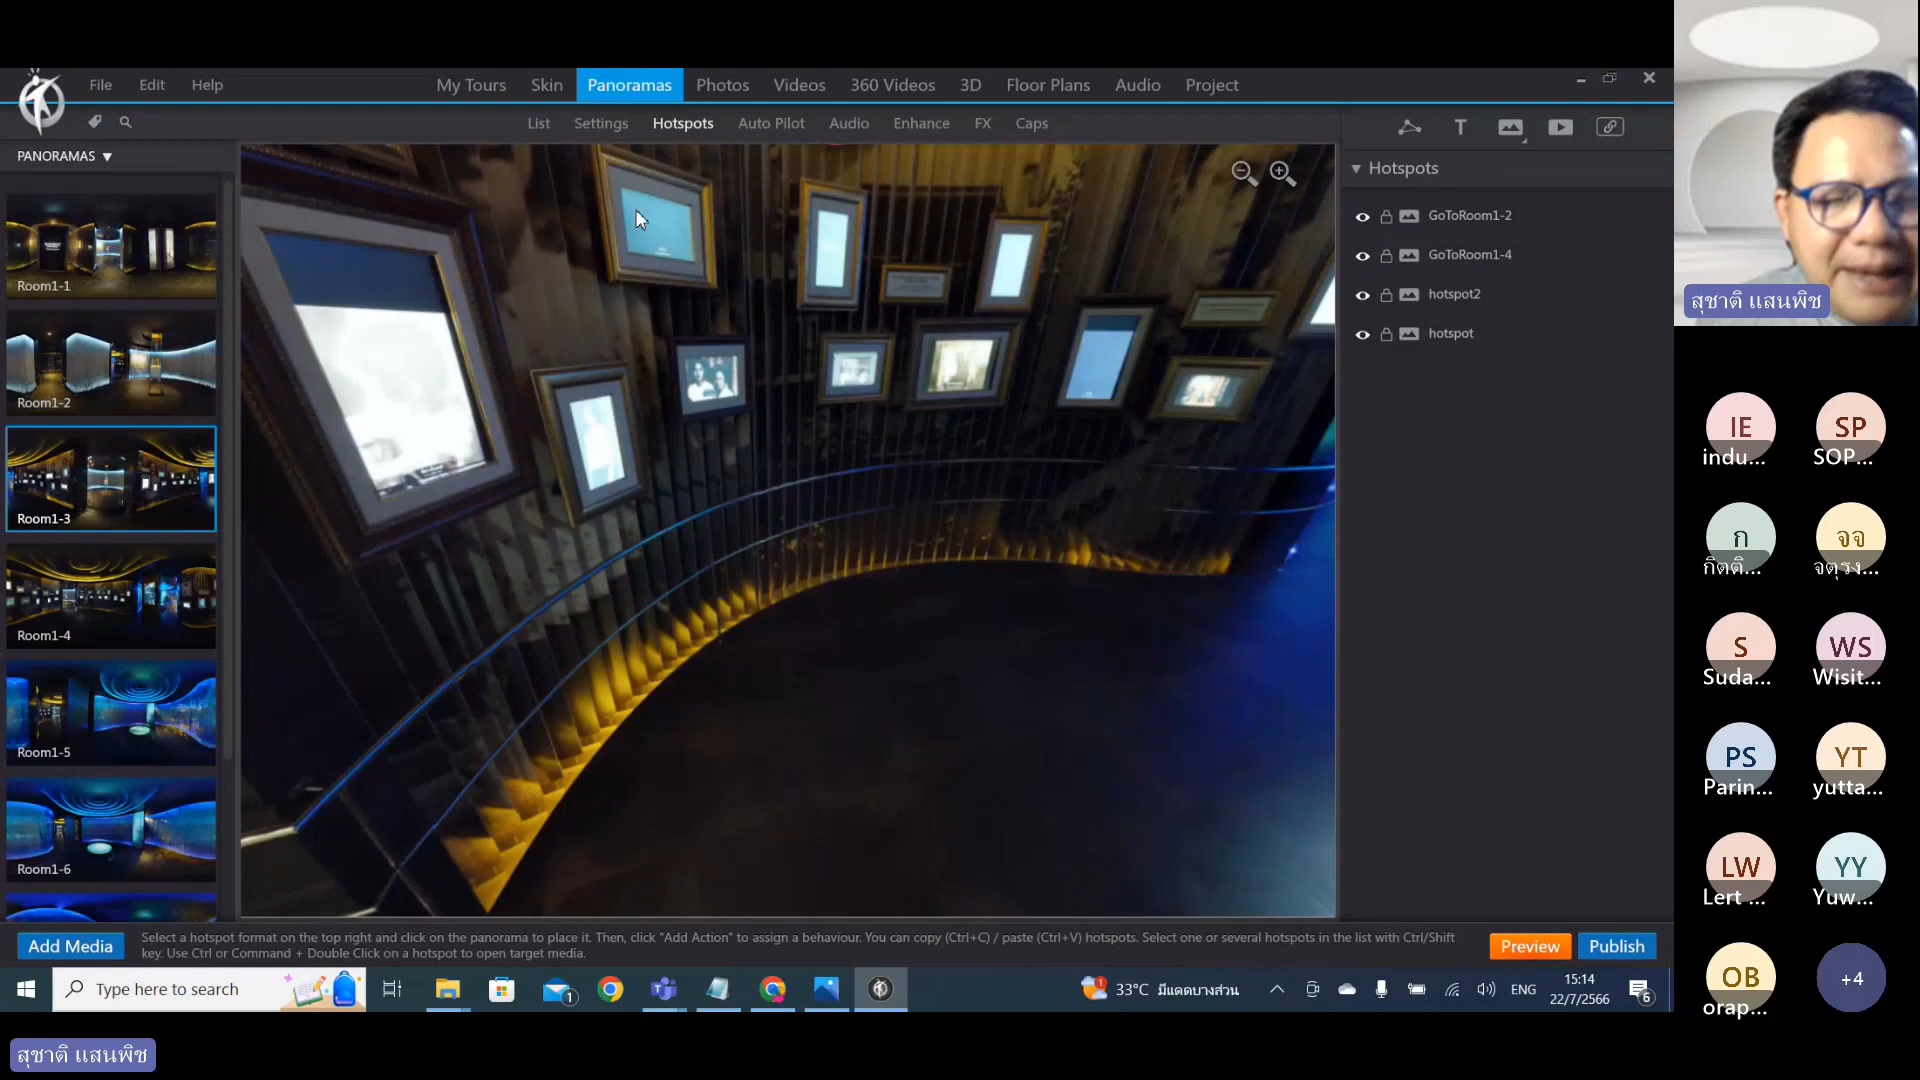 File Edit Help
My Tours Skin Panoramas Photos Videos 360 Videos 3D Floor Plans Audio Project
List Settings Hotspots Auto Pilot Audio Enhance FX Caps
PANORAMAS
Room1-1
Room1-2
Room1-3
Room1-4
Room1-5
Room1-6
Hotspots
GoToRoom1-2
GoToRoom1-4
hotspot2
hotspot
Add Media
Select a hotspot format on the top right and click on the panorama to place it. Then, click "Add Action" to assign a behaviour. You can copy (Ctrl+C) / paste (Ctrl+V) hotspots. Select one or several hotspots in the list with Ctrl/Shift
key. Use Ctrl or Command + Double Click on a hotspot to open target media.
Preview Publish
Type here to search
1
1
33°C มีแดดบางส่วน
ENG
15:14
22/7/2566
6
สุชาติ แสนพิช
IE
indu...
SP
SOP...
ก
กิตติ...
จจ
จตุรง...
S
Suda...
WS
Wisit...
PS
Parin...
YT
yutta...
LW
Lert ...
YY
Yuw...
OB
orap...
+4
สุชาติ แสนพิช